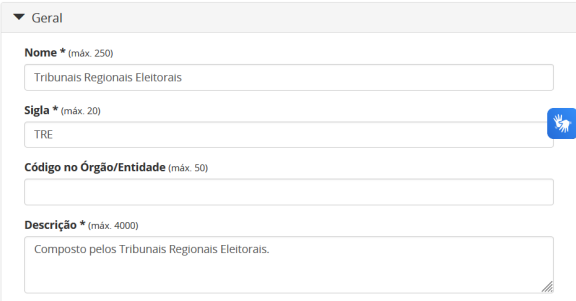 Geral
Nome * (máx. 250)
Tribunais Regionais Eleitorais
Sigla * (máx. 20)
TRE
Código no Órgão/Entidade (máx. 50)
Descrição * (máx. 4000)
Composto pelos Tribunais Regionais Eleitorais.